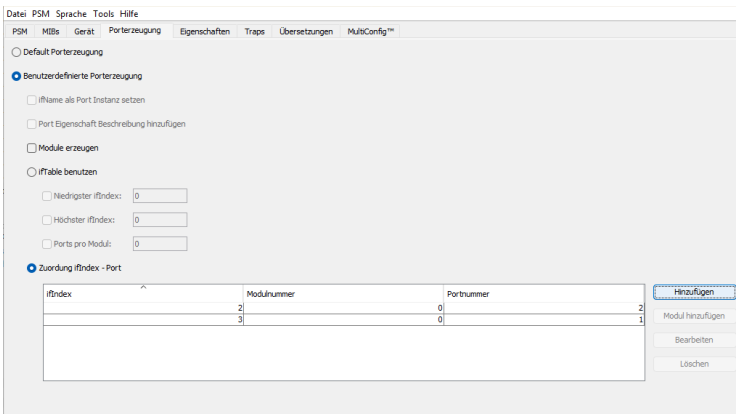 Datei PSM Sprache Tools Hilfe
PSM MIBs Gerät Porterzeugung Eigenschaften Traps Übersetzungen MultiConfig™
Default Porterzeugung
Benutzerdefinierte Porterzeugung
ifName als Port Instanz setzen
Port Eigenschaft Beschreibung hinzufügen
Module erzeugen
ifTable benutzen
Niedrigster ifIndex: 0
Höchster ifIndex: 0
Ports pro Modul: 0
Zuordung ifIndex - Port
ifIndex Modulnummer Portnummer Hinzufügen
2 0 2
3 0 1
Modul hinzufügen
Bearbeiten
Löschen